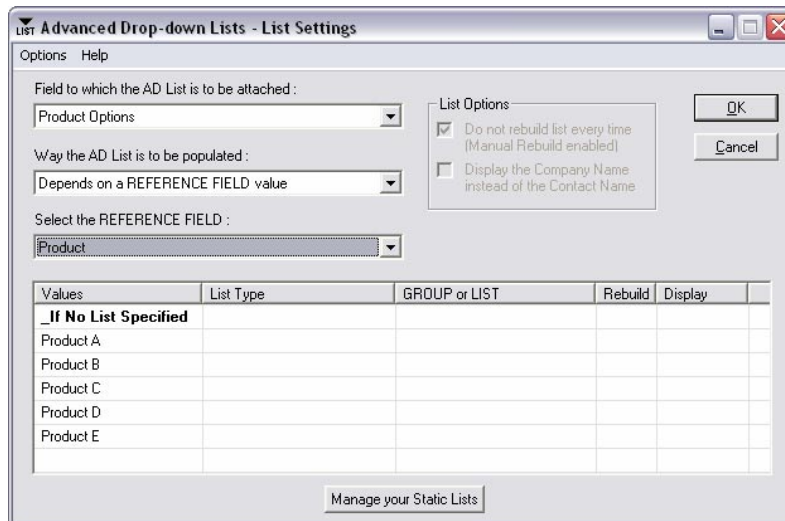 LIST Advanced Drop-down Lists - List Settings
Options Help
Field to which the AD List is to be attached :
Product Options
Way the AD List is to be populated :
Depends on a REFERENCE FIELD value
Select the REFERENCE FIELD :
Product
List Options
Do not rebuild list every time
(Manual Rebuild enabled)
Display the Company Name
instead of the Contact Name
OK
Cancel
Values List Type GROUP or LIST Rebuild Display
_If No List Specified
Product A
Product B
Product C
Product D
Product E
Manage your Static Lists